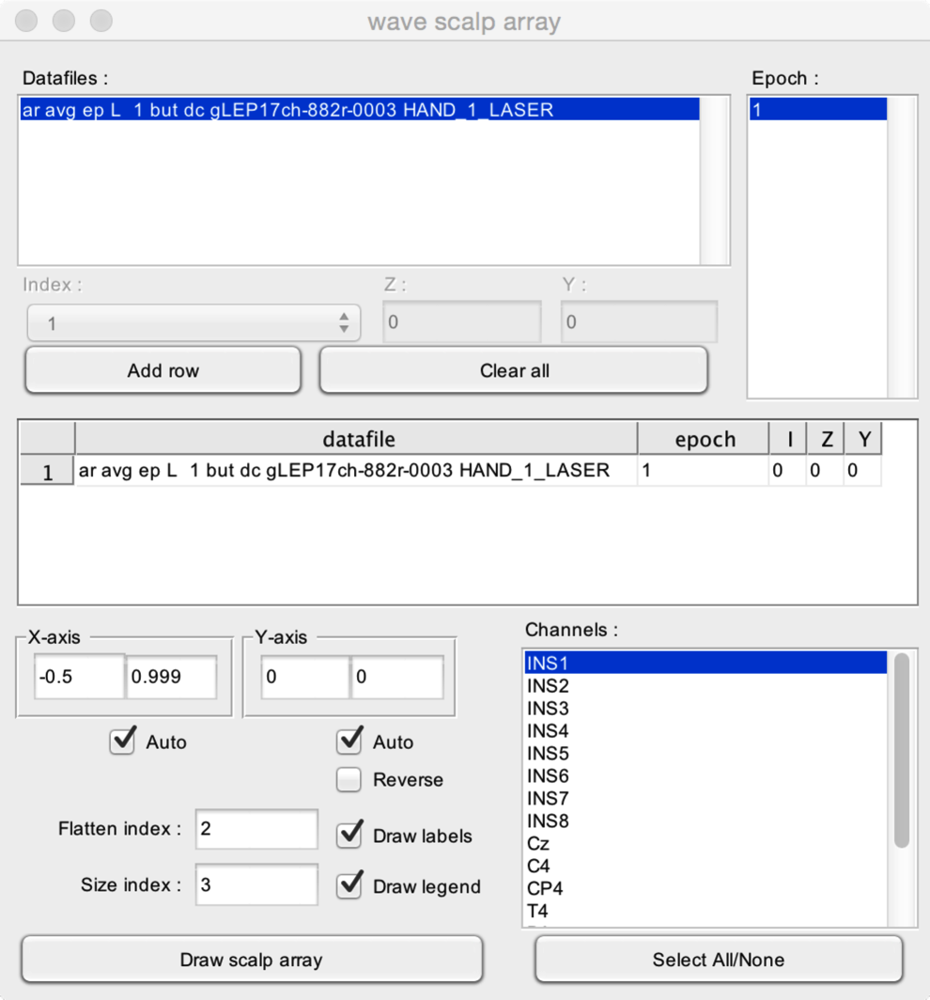 wave scalp array
Datafiles :
Epoch :
ar avg ep L  1 but dc gLEP17ch-882r-0003 HAND_1_LASER
1
Index :
Z :
Y :
1
0
0
Add row
Clear all
datafile epoch I Z Y
1 ar avg ep L  1 but dc gLEP17ch-882r-0003 HAND_1_LASER 1 0 0 0
X-axis
-0.5 0.999
Auto
Y-axis
0 0
Auto
Reverse
Flatten index : 2
Draw labels
Size index : 3
Draw legend
Channels :
INS1
INS2
INS3
INS4
INS5
INS6
INS7
INS8
Cz
C4
CP4
T4
Draw scalp array
Select All/None